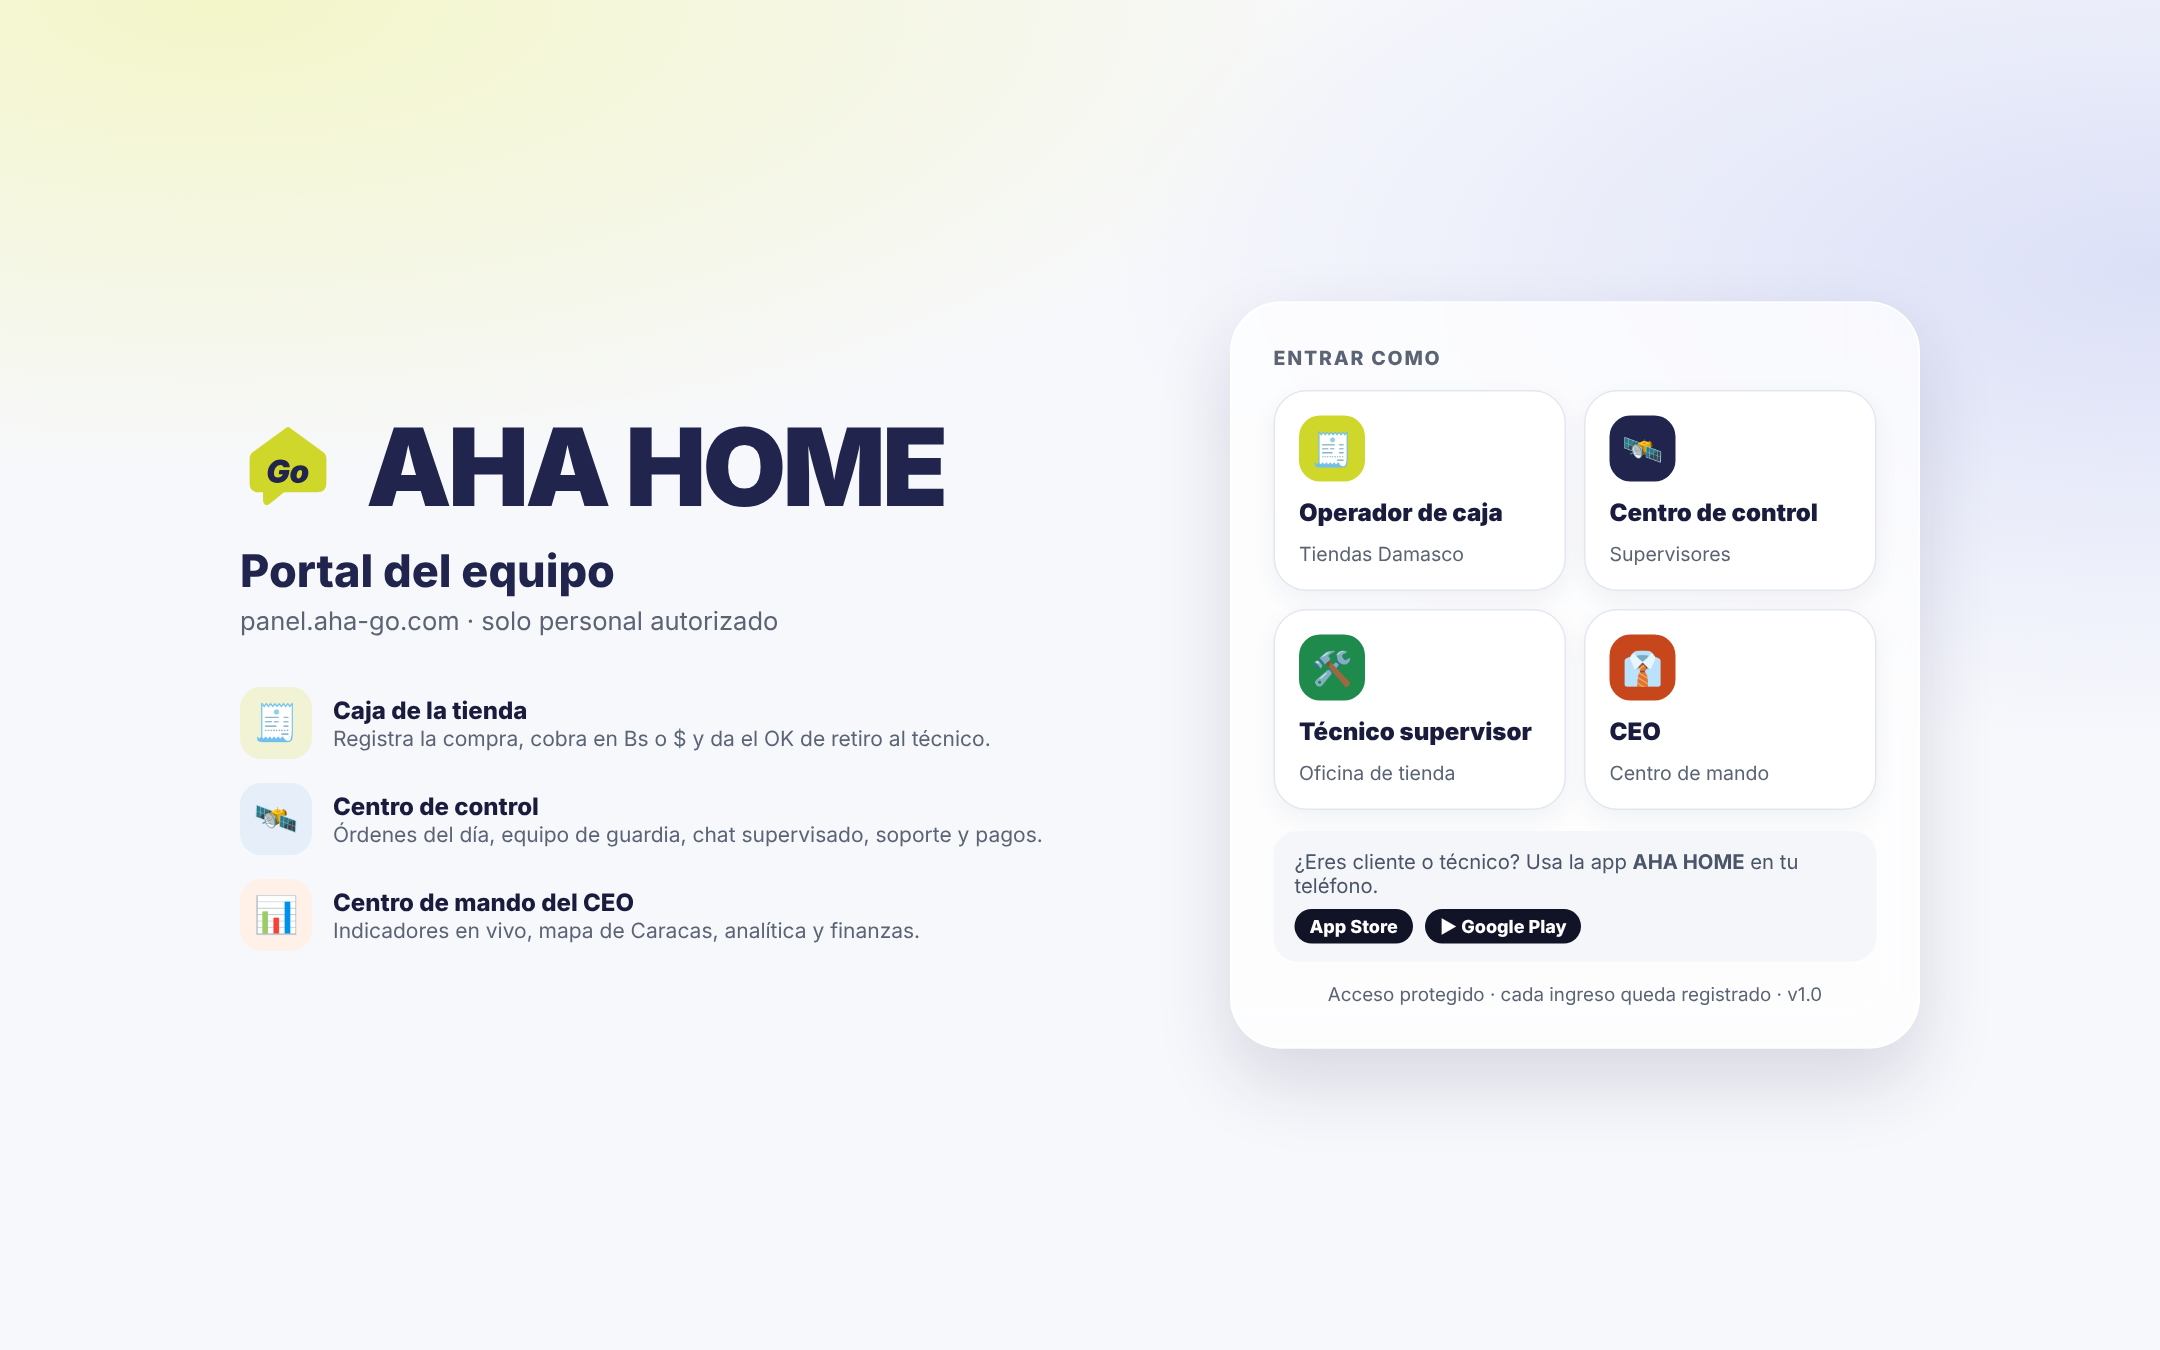 Go
AHA HOME
Portal del equipo
panel.aha-go.com · solo personal autorizado
Caja de la tienda
Registra la compra, cobra en Bs o $ y da el OK de retiro al técnico.
Centro de control
Órdenes del día, equipo de guardia, chat supervisado, soporte y pagos.
Centro de mando del CEO
Indicadores en vivo, mapa de Caracas, analítica y finanzas.
ENTRAR COMO
Operador de caja
Tiendas Damasco
Centro de control
Supervisores
Técnico supervisor
Oficina de tienda
CEO
Centro de mando
¿Eres cliente o técnico? Usa la app AHA HOME en tu
teléfono.
App Store
▶ Google Play
Acceso protegido · cada ingreso queda registrado · v1.0